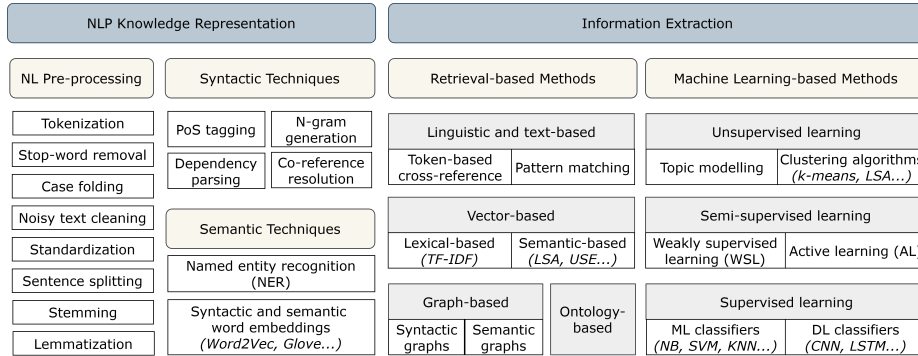 NLP Knowledge Representation
Information Extraction
NL Pre-processing
Syntactic Techniques
Retrieval-based Methods
Machine Learning-based Methods
Tokenization
Stop-word removal
Case folding
Noisy text cleaning
Standardization
Sentence splitting
Stemming
Lemmatization
PoS tagging
N-gram
generation
Dependency
parsing
Co-reference
resolution
Semantic Techniques
Named entity recognition
(NER)
Syntactic and semantic
word embeddings
(Word2Vec, Glove...)
Linguistic and text-based
Token-based
cross-reference
Pattern matching
Vector-based
Lexical-based
(TF-IDF)
Semantic-based
(LSA, USE...)
Graph-based
Syntactic
graphs
Semantic
graphs
Ontology-
based
Unsupervised learning
Topic modelling
Clustering algorithms
(k-means, LSA...)
Semi-supervised learning
Weakly supervised
learning (WSL)
Active learning (AL)
Supervised learning
ML classifiers
(NB, SVM, KNN...)
DL classifiers
(CNN, LSTM...)